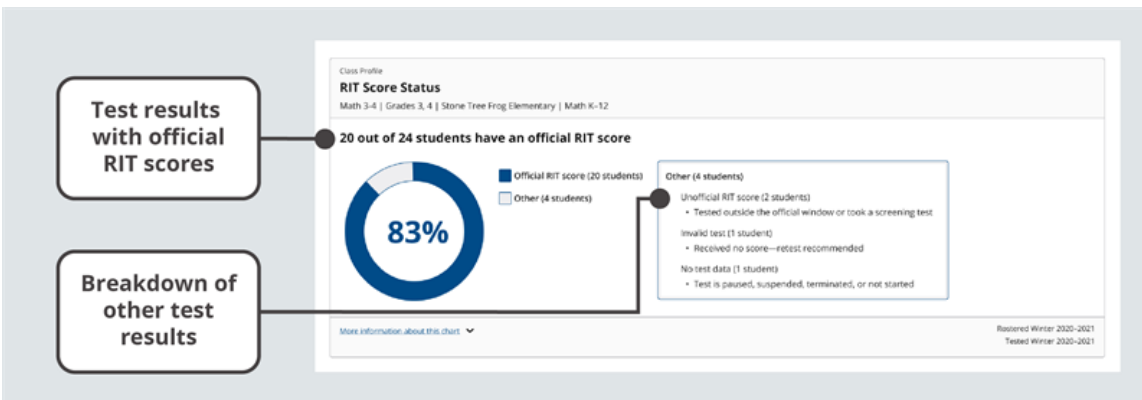 Test results
with official
RIT scores
Breakdown of
other test
results
Class Profile
RIT Score Status
Math 3-4 | Grades 3, 4 | Stone Tree Frog Elementary | Math K–12
20 out of 24 students have an official RIT score
83%
Official RIT score (20 students)
Other (4 students)
Other (4 students)
Unofficial RIT score (2 students)
• Tested outside the official window or took a screening test
Invalid test (1 student)
• Received no score—retest recommended
No test data (1 student)
• Test is paused, suspended, terminated, or not started
More information about this chart
Rostered Winter 2020–2021
Tested Winter 2020–2021